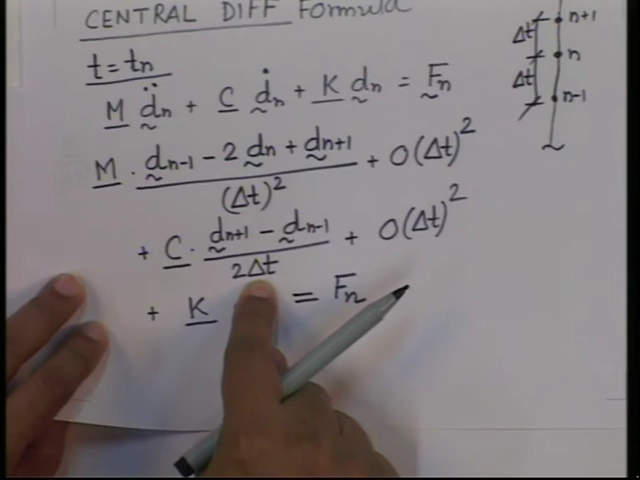 CENTRAL DIFF Formula
t = tn
M d̈n + C ḋn + K dn = Fn
M . dn-1 - 2 dn + dn+1 / (Δt)² + O(Δt)²
+ C . dn+1 - dn-1 / 2Δt + O(Δt)²
+ K = Fn
n+1
Δt
n
Δt
n-1